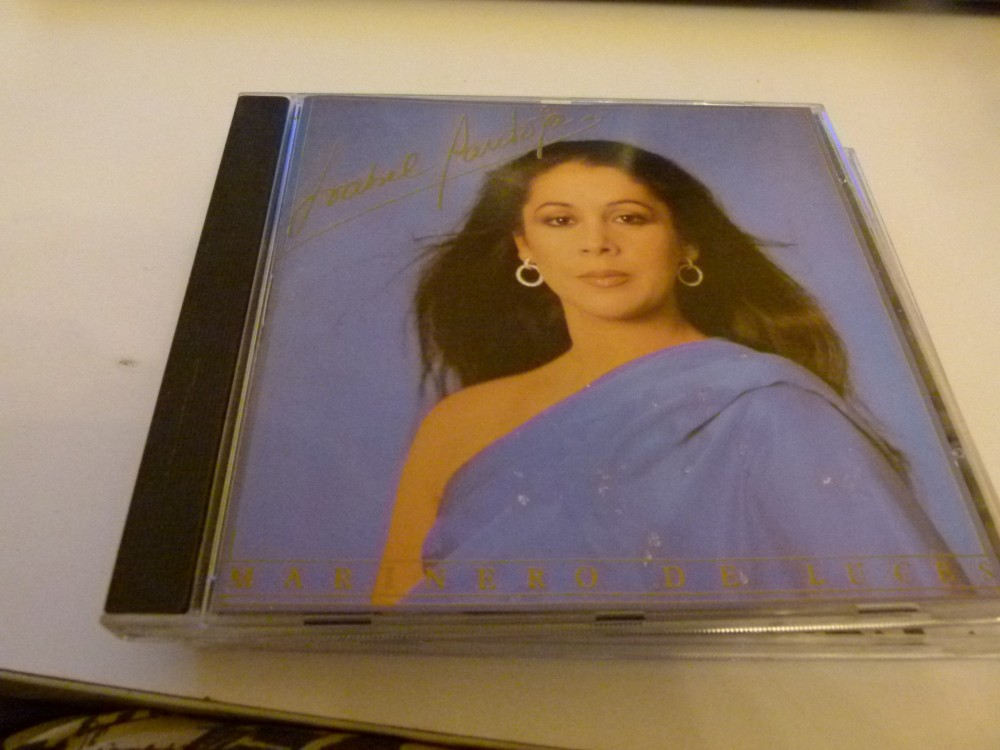 Isabel Pantoja
MARINERO DE LUCES